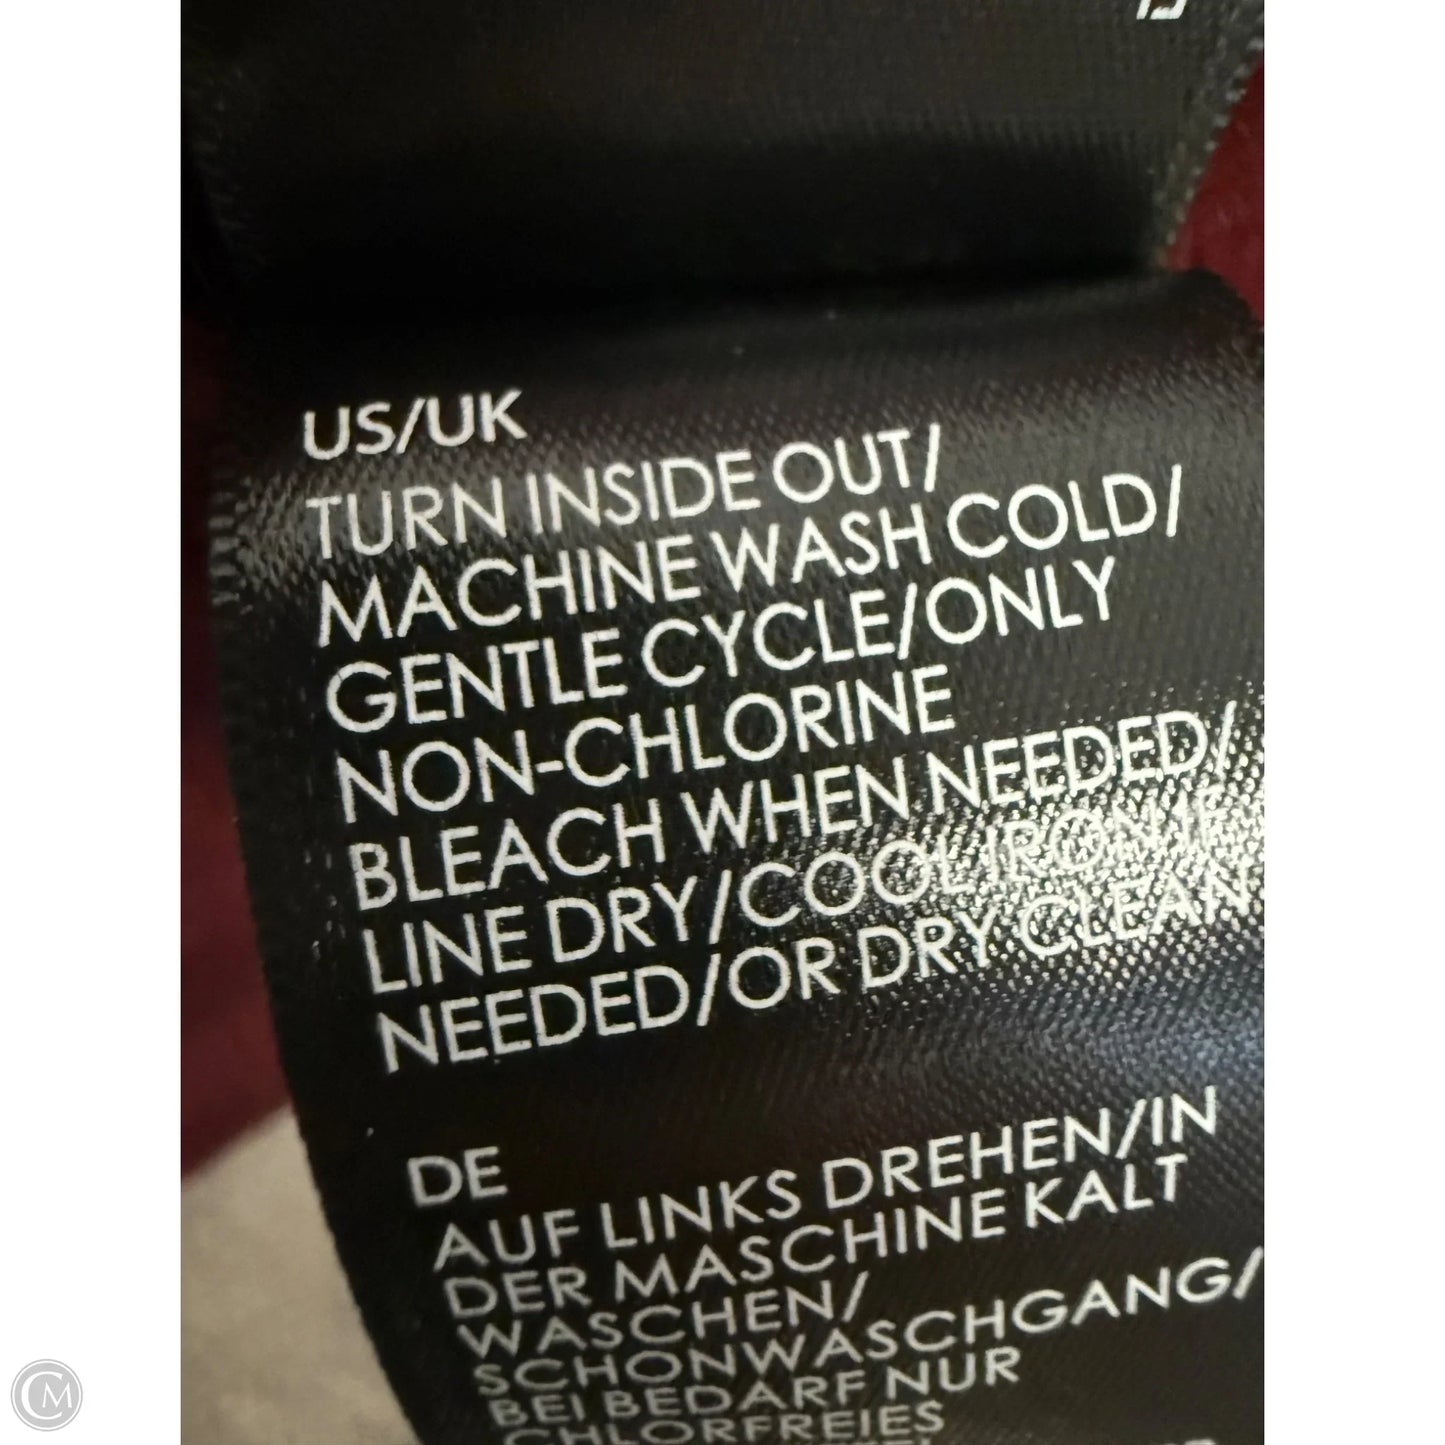 US/UK
TURN INSIDE OUT/
MACHINE WASH COLD/
GENTLE CYCLE/ONLY
NON-CHLORINE
BLEACH WHEN NEEDED/
LINE DRY/COOL IRON IF
NEEDED/OR DRY CLEAN
DE
AUF LINKS DREHEN/IN
DER MASCHINE KALT
WASCHEN/
SCHONWASCHGANG/
BEI BEDARF NUR
CHLORFREIES
CM